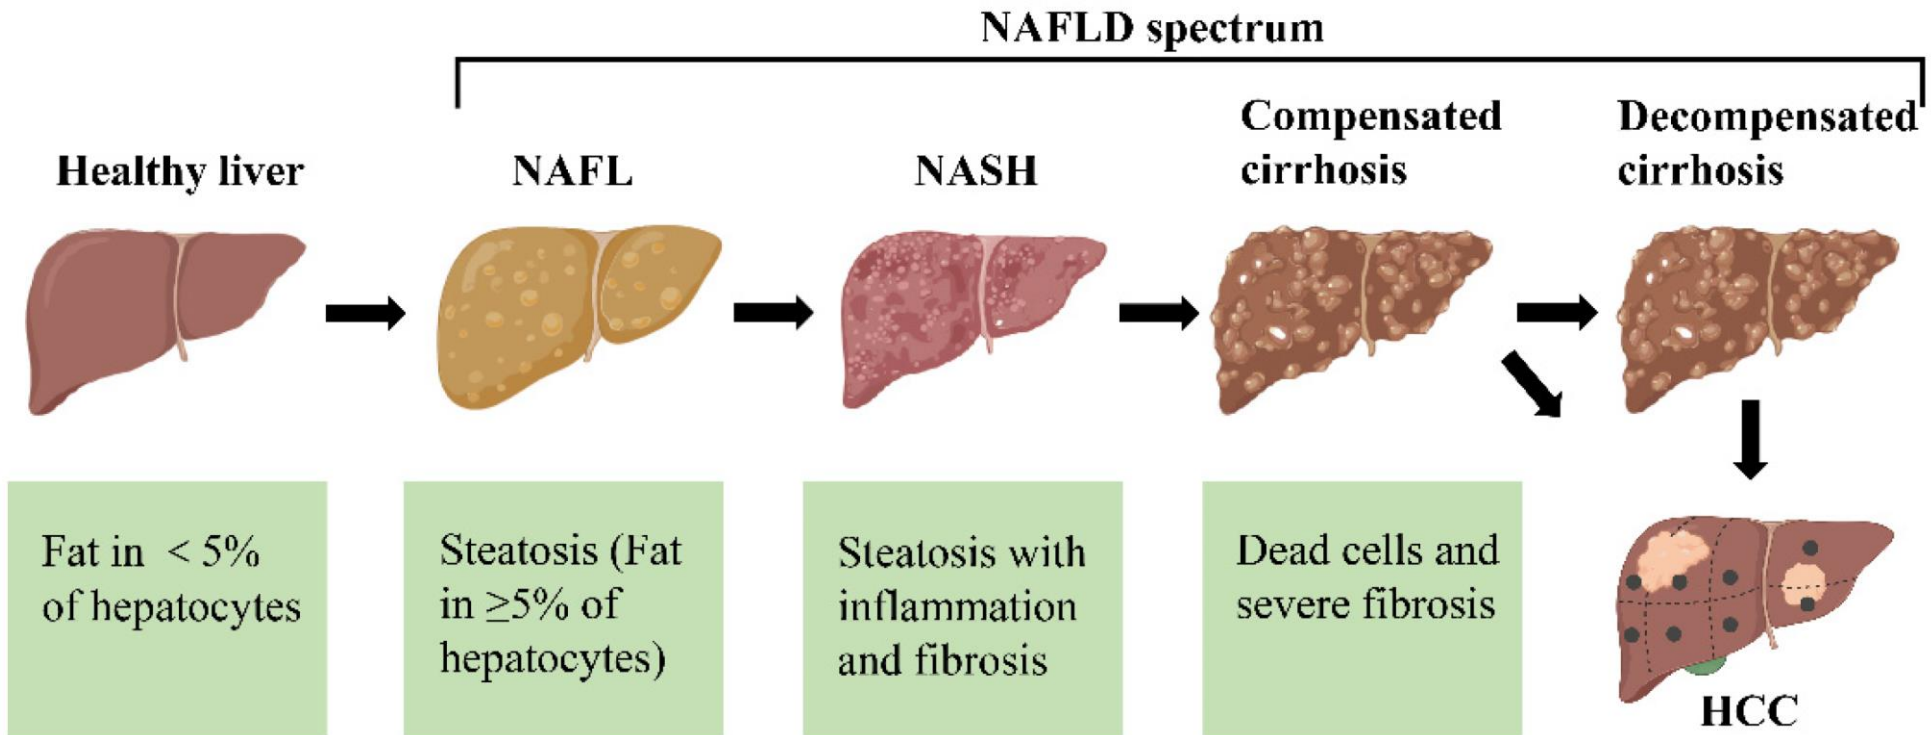 NAFLD spectrum
Healthy liver
NAFL
NASH
Compensated
cirrhosis
Decompensated
cirrhosis
Fat in < 5%
of hepatocytes
Steatosis (Fat
in ≥5% of
hepatocytes)
Steatosis with
inflammation
and fibrosis
Dead cells and
severe fibrosis
HCC